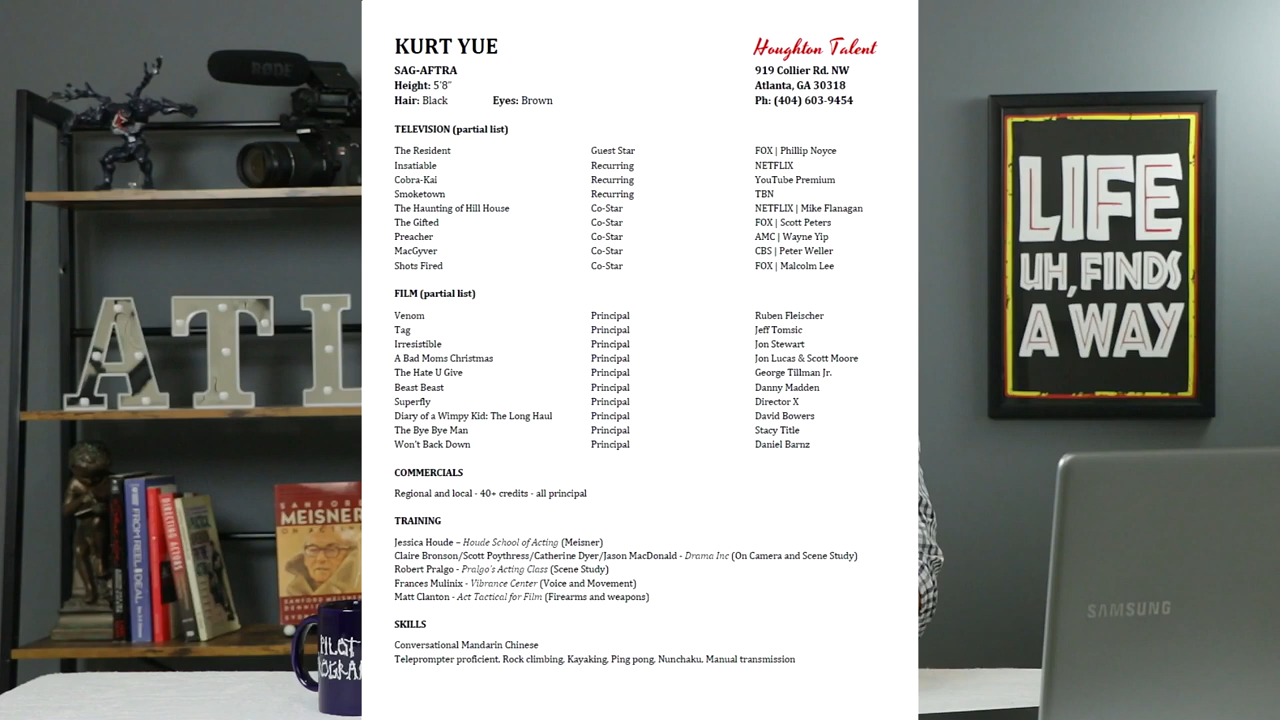 KURT YUE
Houghton Talent
SAG-AFTRA 919 Collier Rd. NW
Height: 5'8" Atlanta, GA 30318
Hair: Black Eyes: Brown Ph: (404) 603-9454
TELEVISION (partial list)
The Resident Guest Star FOX | Phillip Noyce
Insatiable Recurring NETFLIX
Cobra-Kai Recurring YouTube Premium
Smoketown Recurring TBN
The Haunting of Hill House Co-Star NETFLIX | Mike Flanagan
The Gifted Co-Star FOX | Scott Peters
Preacher Co-Star AMC | Wayne Yip
MacGyver Co-Star CBS | Peter Weller
Shots Fired Co-Star FOX | Malcolm Lee
FILM (partial list)
Venom Principal Ruben Fleischer
Tag Principal Jeff Tomsic
Irresistible Principal Jon Stewart
A Bad Moms Christmas Principal Jon Lucas & Scott Moore
The Hate U Give Principal George Tillman Jr.
Beast Beast Principal Danny Madden
Superfly Principal Director X
Diary of a Wimpy Kid: The Long Haul Principal David Bowers
The Bye Bye Man Principal Stacy Title
Won't Back Down Principal Daniel Barnz
COMMERCIALS
Regional and local - 40+ credits - all principal
TRAINING
Jessica Houde – Houde School of Acting (Meisner)
Claire Bronson/Scott Poythress/Catherine Dyer/Jason MacDonald - Drama Inc (On Camera and Scene Study)
Robert Pralgo - Pralgo's Acting Class (Scene Study)
Frances Mulinix - Vibrance Center (Voice and Movement)
Matt Clanton - Act Tactical for Film (Firearms and weapons)
SKILLS
Conversational Mandarin Chinese
Teleprompter proficient, Rock climbing, Kayaking, Ping pong, Nunchaku, Manual transmission
RØDE
ATL
FROM REEL TO DEAL
DIRECTING ACTORS
SANFORD
MEISNER
ON ACTING
PILOT
LIFE
UH, FINDS
A WAY
SAMSUNG